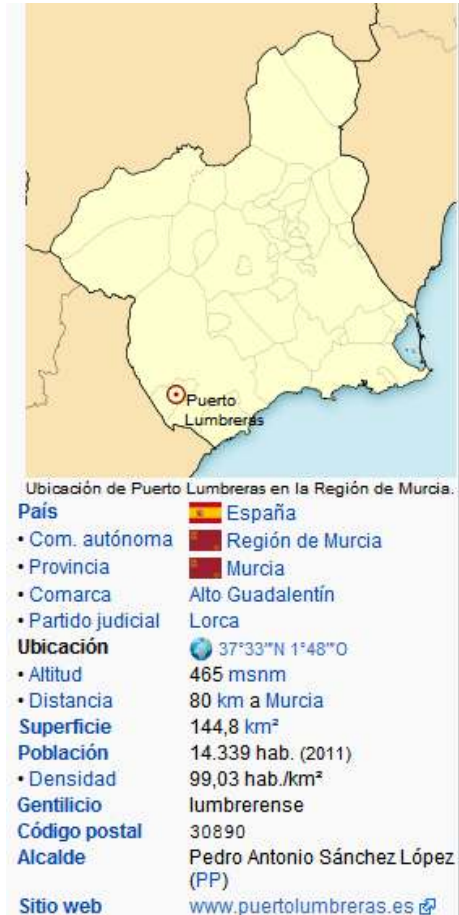 Puerto
Lumbreras
Ubicación de Puerto Lumbreras en la Región de Murcia.
País España
• Com. autónoma Región de Murcia
• Provincia Murcia
• Comarca Alto Guadalentín
• Partido judicial Lorca
Ubicación 37°33′″N 1°48′″O
• Altitud 465 msnm
• Distancia 80 km a Murcia
Superficie 144,8 km²
Población 14.339 hab. (2011)
• Densidad 99,03 hab./km²
Gentilicio lumbrerense
Código postal 30890
Alcalde Pedro Antonio Sánchez López
(PP)
Sitio web www.puertolumbreras.es